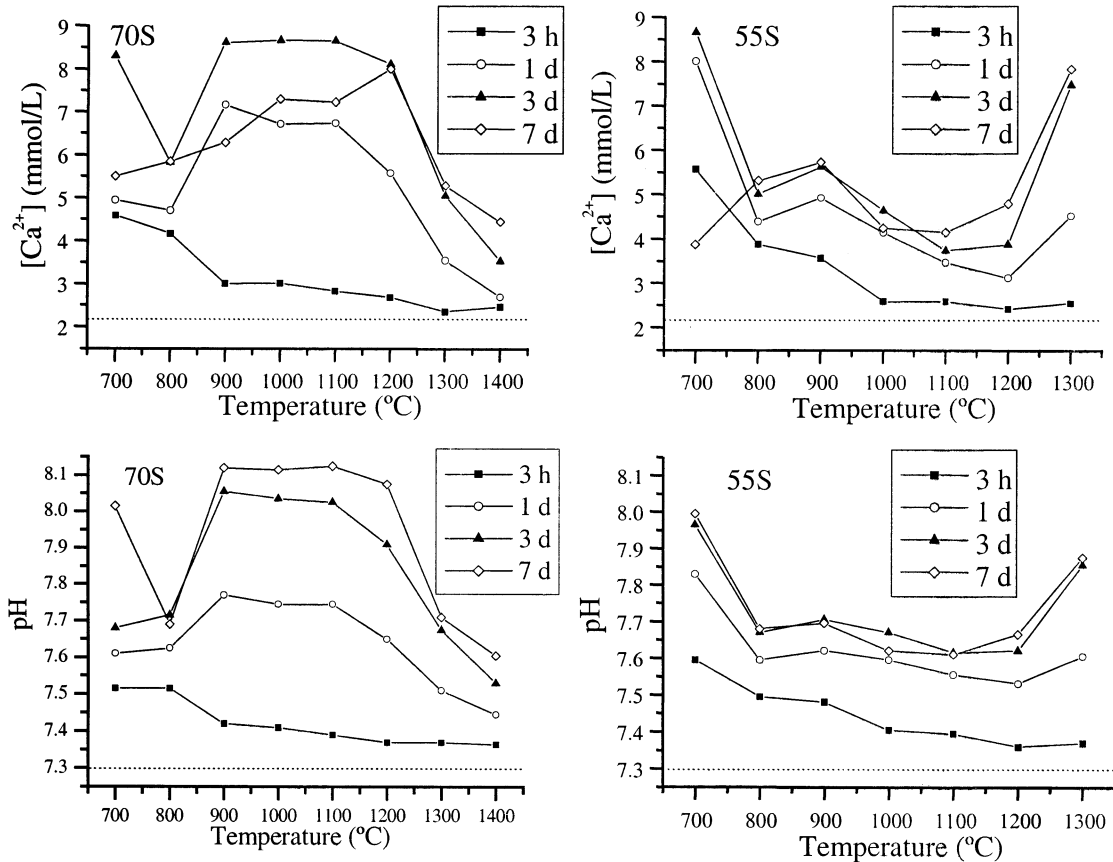 70S
3 h
1 d
3 d
7 d
[Ca²⁺] (mmol/L)
9
8
7
6
5
4
3
2
700 800 900 1000 1100 1200 1300 1400
Temperature (ºC)
55S
3 h
1 d
3 d
7 d
[Ca²⁺] (mmol/L)
9
8
7
6
5
4
3
2
700 800 900 1000 1100 1200 1300
Temperature (ºC)
70S
3 h
1 d
3 d
7 d
pH
8.1
8.0
7.9
7.8
7.7
7.6
7.5
7.4
7.3
700 800 900 1000 1100 1200 1300 1400
Temperature (ºC)
55S
3 h
1 d
3 d
7 d
pH
8.1
8.0
7.9
7.8
7.7
7.6
7.5
7.4
7.3
700 800 900 1000 1100 1200 1300
Temperature (ºC)